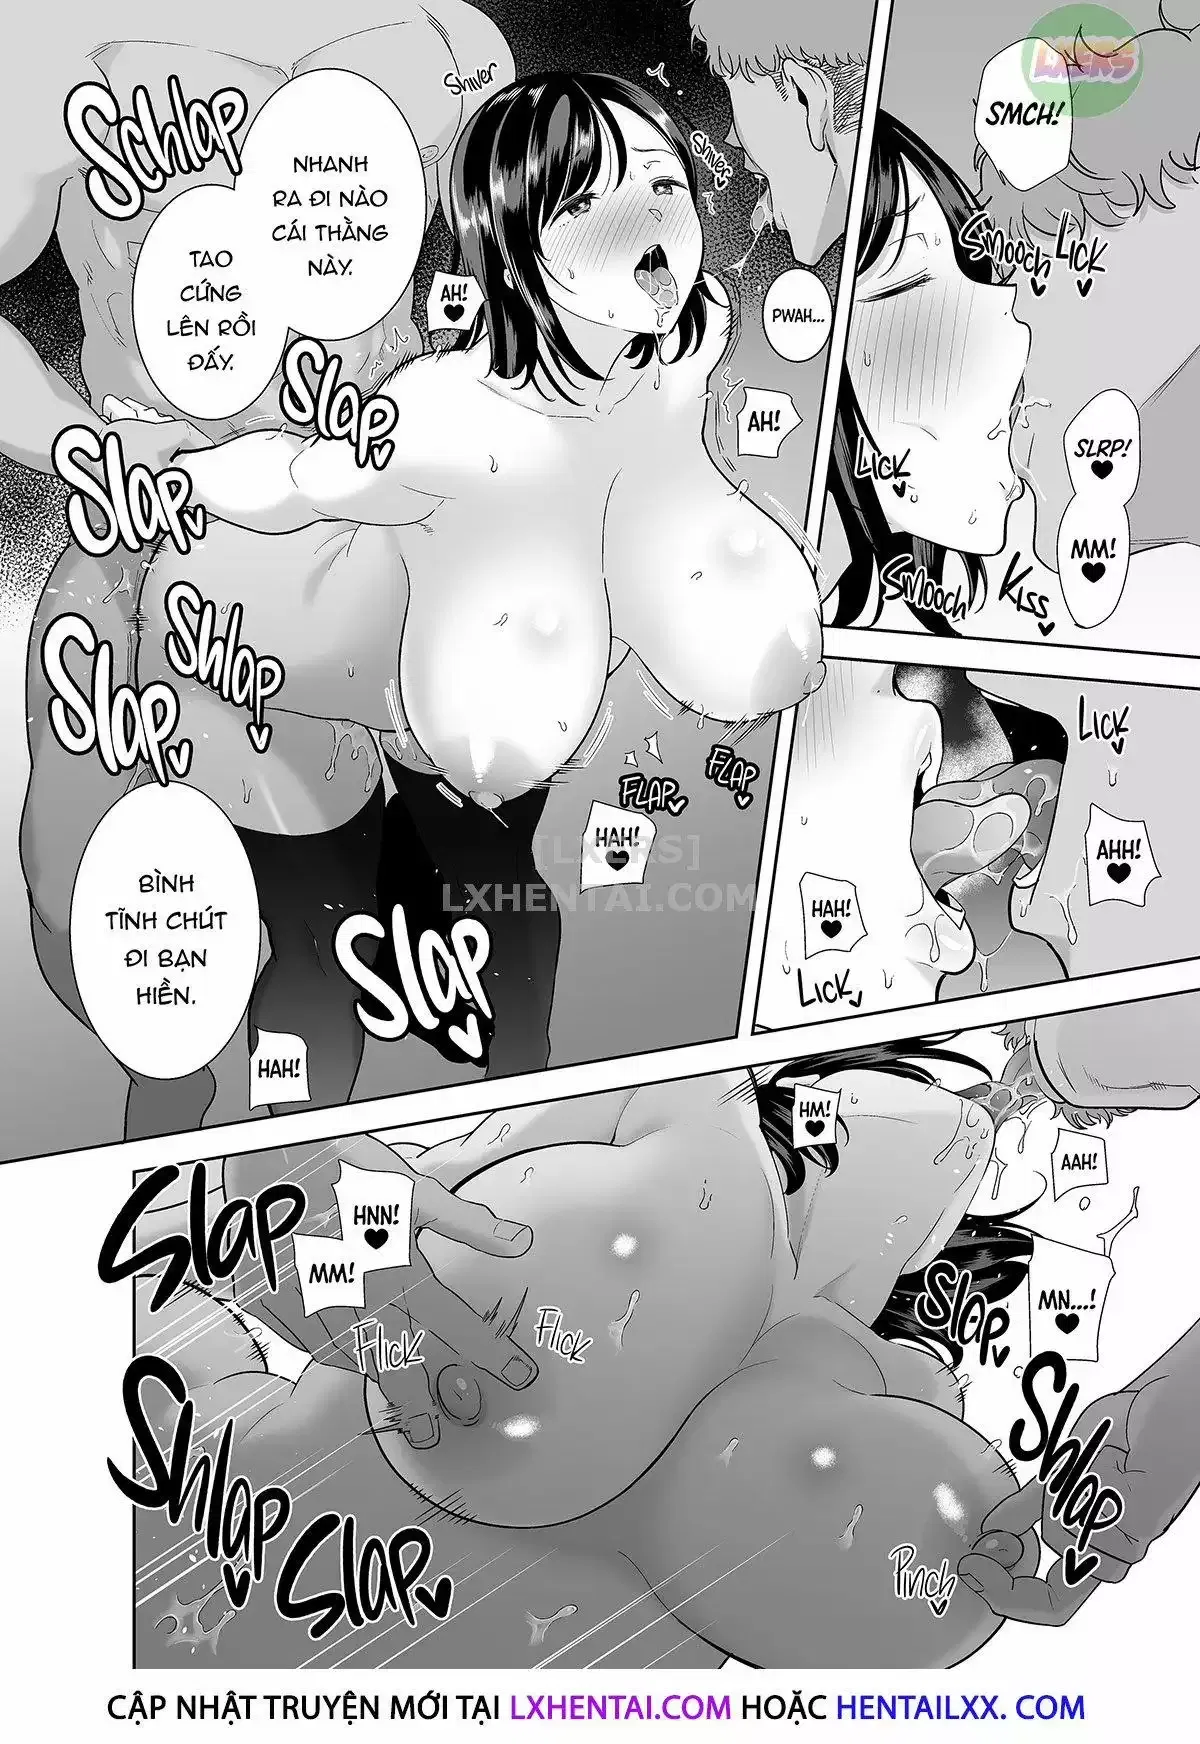 LXERS
SMCH!
SMOOCH
LICK
SLRP!
MM!
LICK
LICK
SMOOCH
KISS
SCHLAP
SHIVER
SHIVER
NHANH
RA ĐI NÀO
CÁI THẰNG
NÀY.
TAO
CỨNG
LÊN RỒI
ĐẤY.
AH!
PWAH...
AH!
SLAP
SLAP
SHLAP
SLAP
FLAP
FLAP
HAH!
BÌNH
TĨNH CHÚT
ĐI BẠN
HIỀN.
SLAP
HAH!
LICK
AHH!
HAH!
LICK
[LXERS]
LXHENTAI.COM
HM!
AAH!
HNN!
MM!
MN...!
SLAP
FLICK
FLICK
SLAP
SHLAP
SHLAP
SLAP
PINCH
CẬP NHẬT TRUYỆN MỚI TẠI LXHENTAI.COM HOẶC HENTAILXX. COM